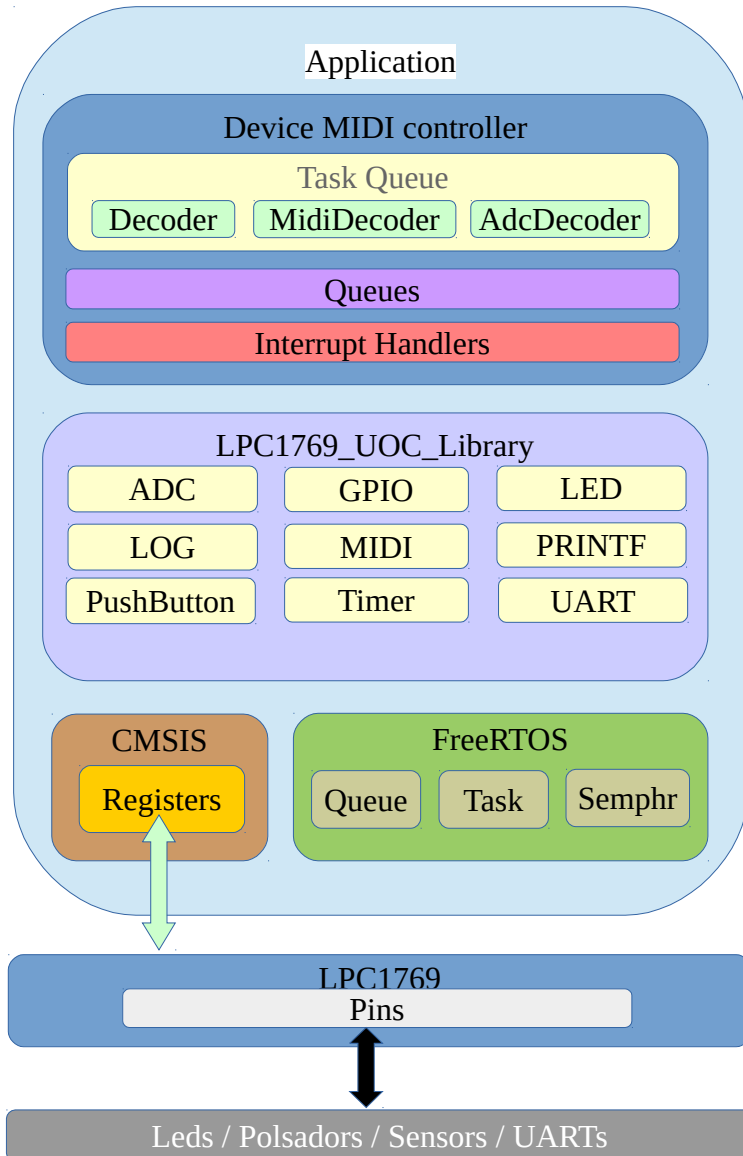 Application
Device MIDI controller
Task Queue
Decoder MidiDecoder AdcDecoder
Queues
Interrupt Handlers
LPC1769_UOC_Library
ADC GPIO LED
LOG MIDI PRINTF
PushButton Timer UART
CMSIS FreeRTOS
Registers Queue Task Semphr
LPC1769
Pins
Leds / Polsadors / Sensors / UARTs